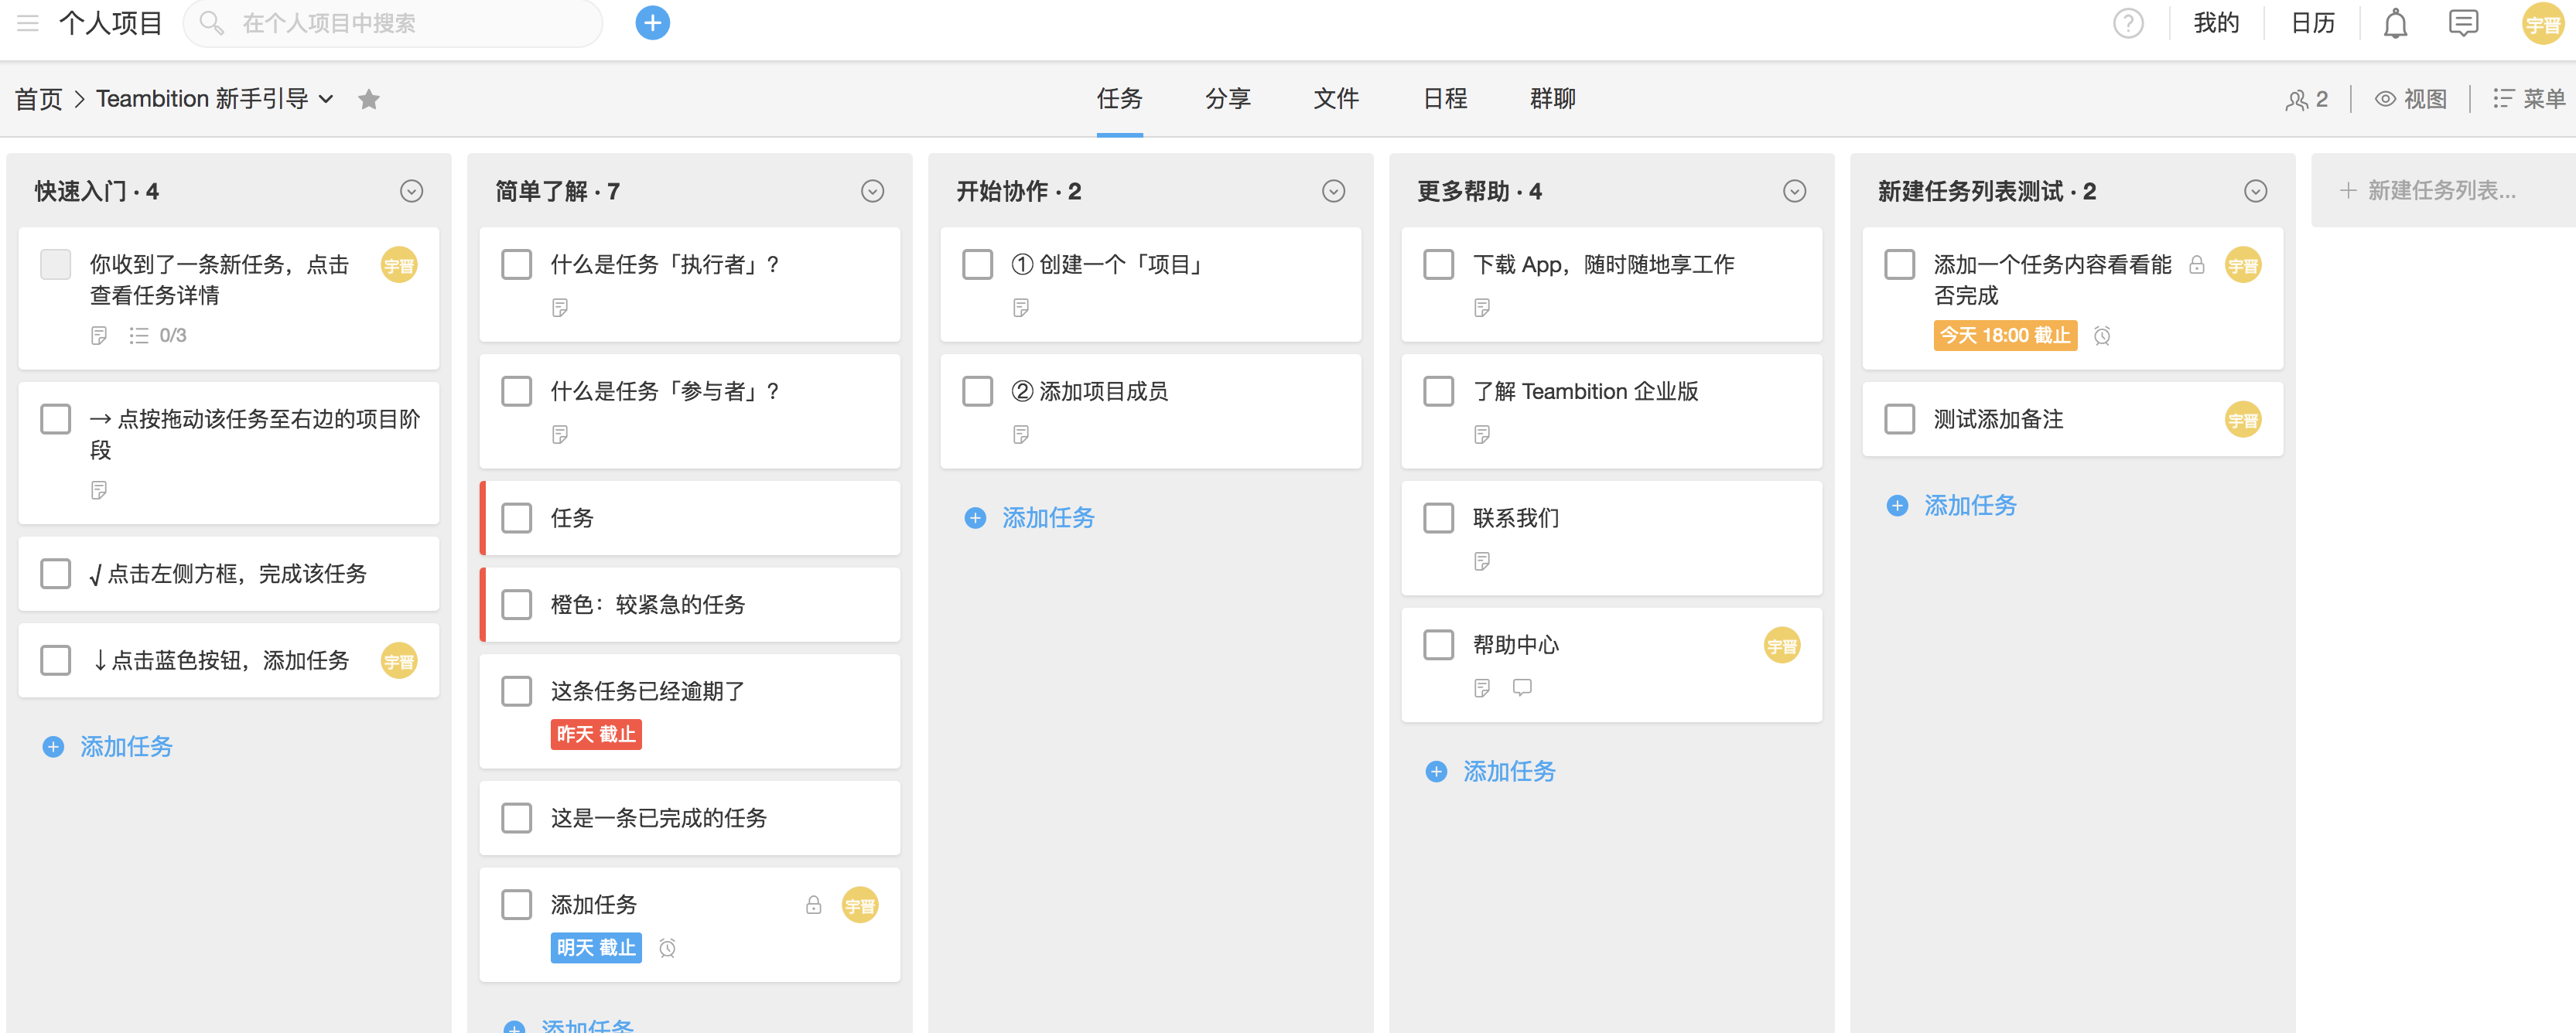 个人项目
在个人项目中搜索
我的
日历
宇晋
首页 > Teambition 新手引导
任务
分享
文件
日程
群聊
2
视图
菜单
快速入门 · 4
你收到了一条新任务，点击
查看任务详情
宇晋
0/3
→ 点按拖动该任务至右边的项目阶
段
√ 点击左侧方框，完成该任务
↓点击蓝色按钮，添加任务
宇晋
添加任务
简单了解 · 7
什么是任务「执行者」?
什么是任务「参与者」?
任务
橙色：较紧急的任务
这条任务已经逾期了
昨天 截止
这是一条已完成的任务
添加任务
宇晋
明天 截止
添加任务
开始协作 · 2
① 创建一个「项目」
② 添加项目成员
添加任务
更多帮助 · 4
下载 App，随时随地享工作
了解 Teambition 企业版
联系我们
帮助中心
宇晋
添加任务
新建任务列表测试 · 2
添加一个任务内容看看能
否完成
宇晋
今天 18:00 截止
测试添加备注
宇晋
添加任务
新建任务列表...